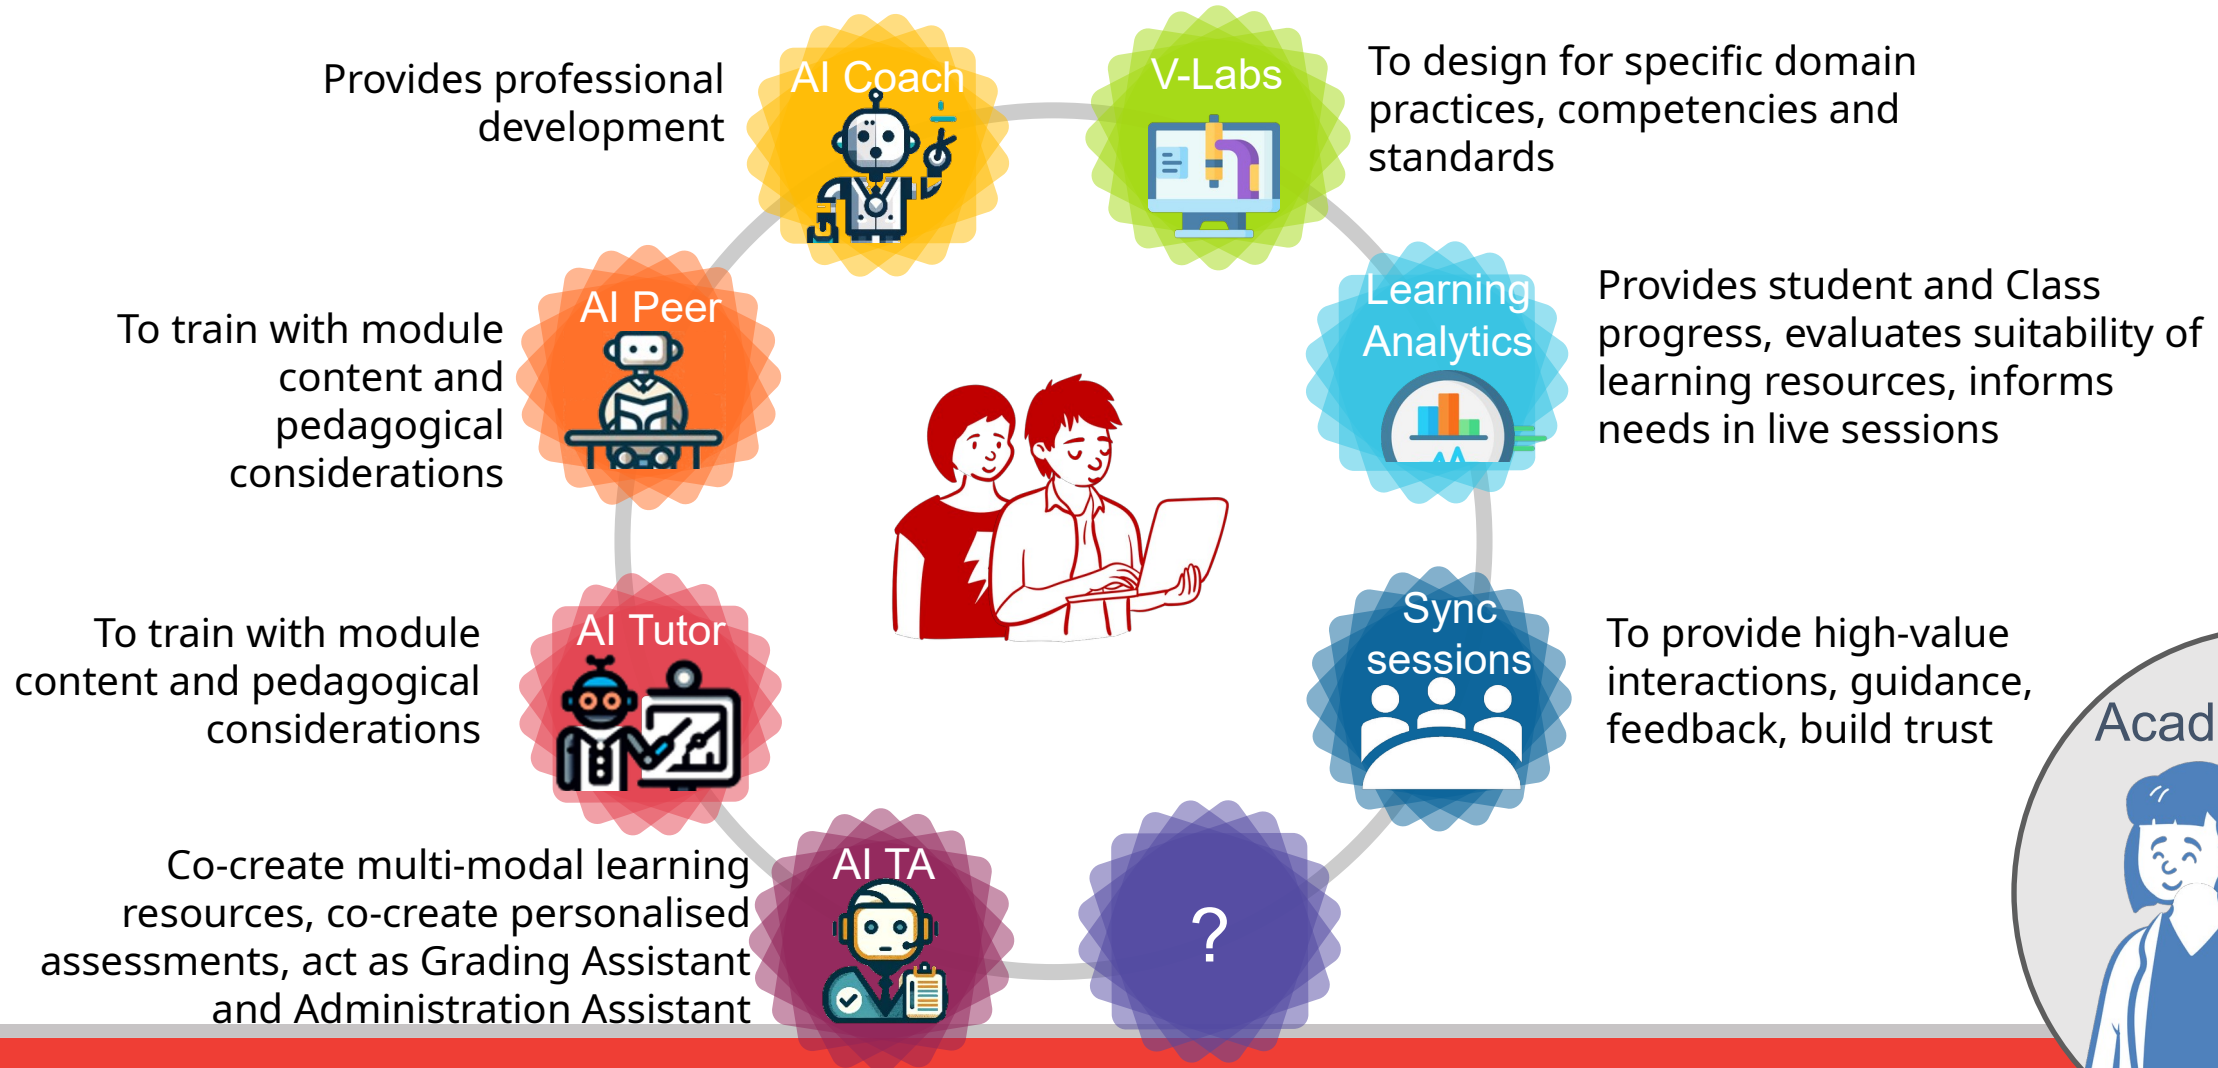 Provides professional
development
AI Coach
V-Labs
To design for specific domain
practices, competencies and
standards
AI Peer
To train with module
content and
pedagogical
considerations
Learning
Analytics
Provides student and Class
progress, evaluates suitability of
learning resources, informs
needs in live sessions
AI Tutor
To train with module
content and pedagogical
considerations
Sync
sessions
To provide high-value
interactions, guidance,
feedback, build trust
Acad
AI TA
Co-create multi-modal learning
resources, co-create personalised
assessments, act as Grading Assistant
and Administration Assistant
?